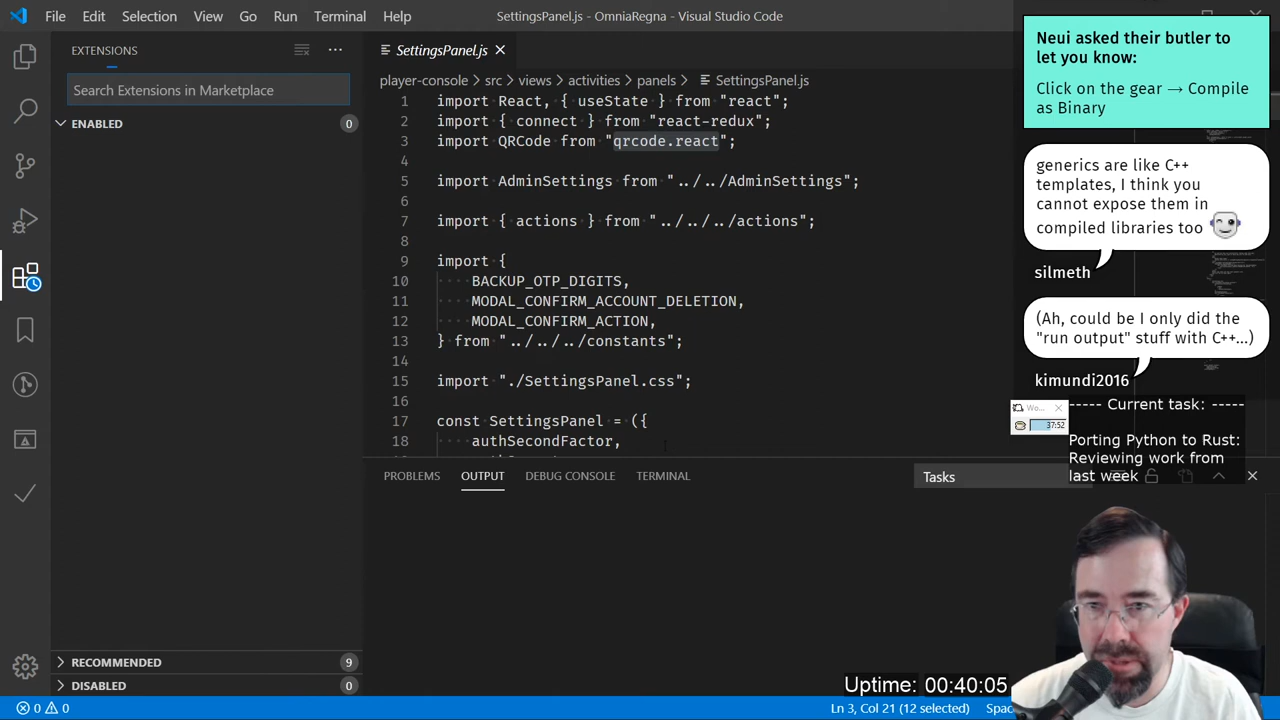 File Edit Selection View Go Run Terminal Help
SettingsPanel.js - OmniaRegna - Visual Studio Code
EXTENSIONS
Search Extensions in Marketplace
ENABLED 0
RECOMMENDED 9
DISABLED 0
SettingsPanel.js
player-console > src > views > activities > panels > SettingsPanel.js
1 import React, { useState } from "react";
2 import { connect } from "react-redux";
3 import QRCode from "qrcode.react";
4
5 import AdminSettings from "../../AdminSettings";
6
7 import { actions } from "../../../actions";
8
9 import {
10 BACKUP_OTP_DIGITS,
11 MODAL_CONFIRM_ACCOUNT_DELETION,
12 MODAL_CONFIRM_ACTION,
13 } from "../../../constants";
14
15 import "./SettingsPanel.css";
16
17 const SettingsPanel = ({
18 authSecondFactor,
PROBLEMS OUTPUT DEBUG CONSOLE TERMINAL
Tasks
Neui asked their butler to
let you know:
Click on the gear → Compile
as Binary
generics are like C++
templates, I think you
cannot expose them in
compiled libraries too
silmeth
(Ah, could be I only did the
"run output" stuff with C++...)
kimundi2016
Wo...
37:52
----- Current task: -----
Porting Python to Rust:
Reviewing work from
last week
Uptime: 00:40:05
0 0
Ln 3, Col 21 (12 selected)